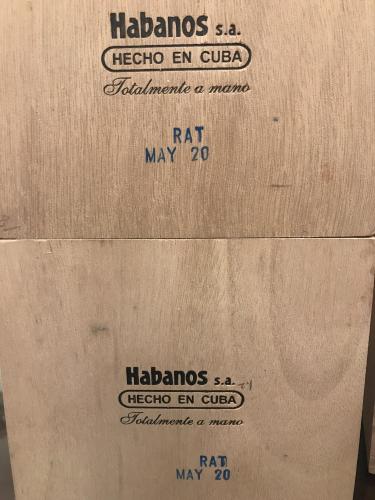 Habanos s.a.
HECHO EN CUBA
Totalmente a mano
RAT
MAY 20
Habanos s.a.
HECHO EN CUBA
Totalmente a mano
RAT
MAY 20